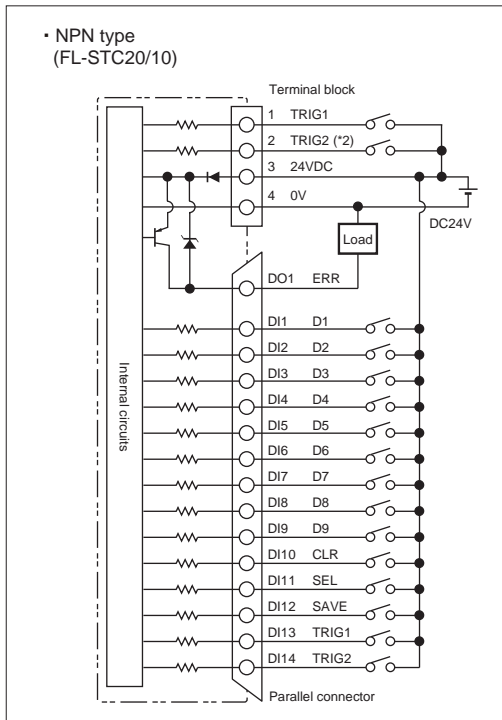 ・NPN type
(FL-STC20/10)
Terminal block
1 TRIG1
2 TRIG2 (*2)
3 24VDC
4 0V
DC24V
Load
DO1 ERR
Internal circuits
DI1 D1
DI2 D2
DI3 D3
DI4 D4
DI5 D5
DI6 D6
DI7 D7
DI8 D8
DI9 D9
DI10 CLR
DI11 SEL
DI12 SAVE
DI13 TRIG1
DI14 TRIG2
Parallel connector